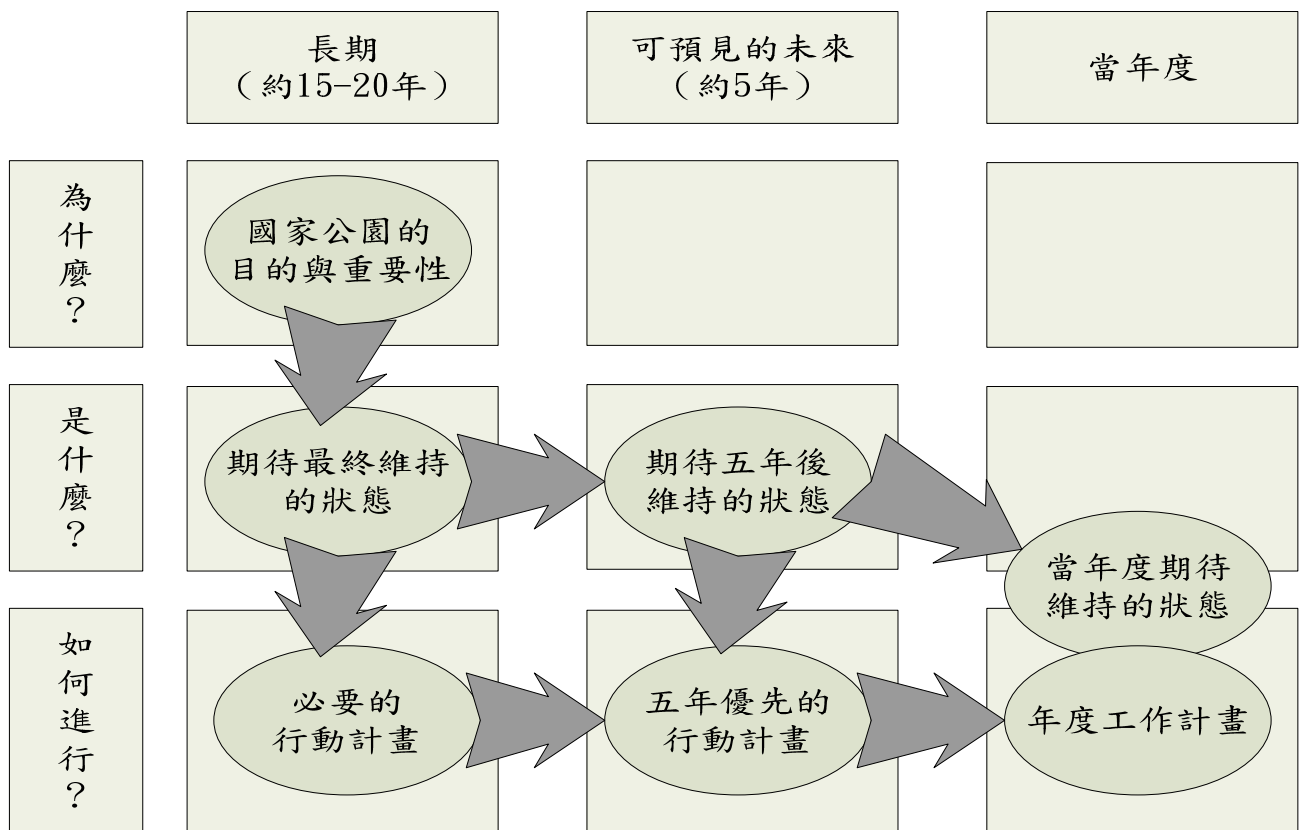 長期
（約15-20年）
可預見的未來
（約5年）
當年度
為
什
麼
？
國家公園的
目的與重要性
是
什
麼
？
期待最終維持
的狀態
期待五年後
維持的狀態
當年度期待
維持的狀態
如
何
進
行
？
必要的
行動計畫
五年優先的
行動計畫
年度工作計畫